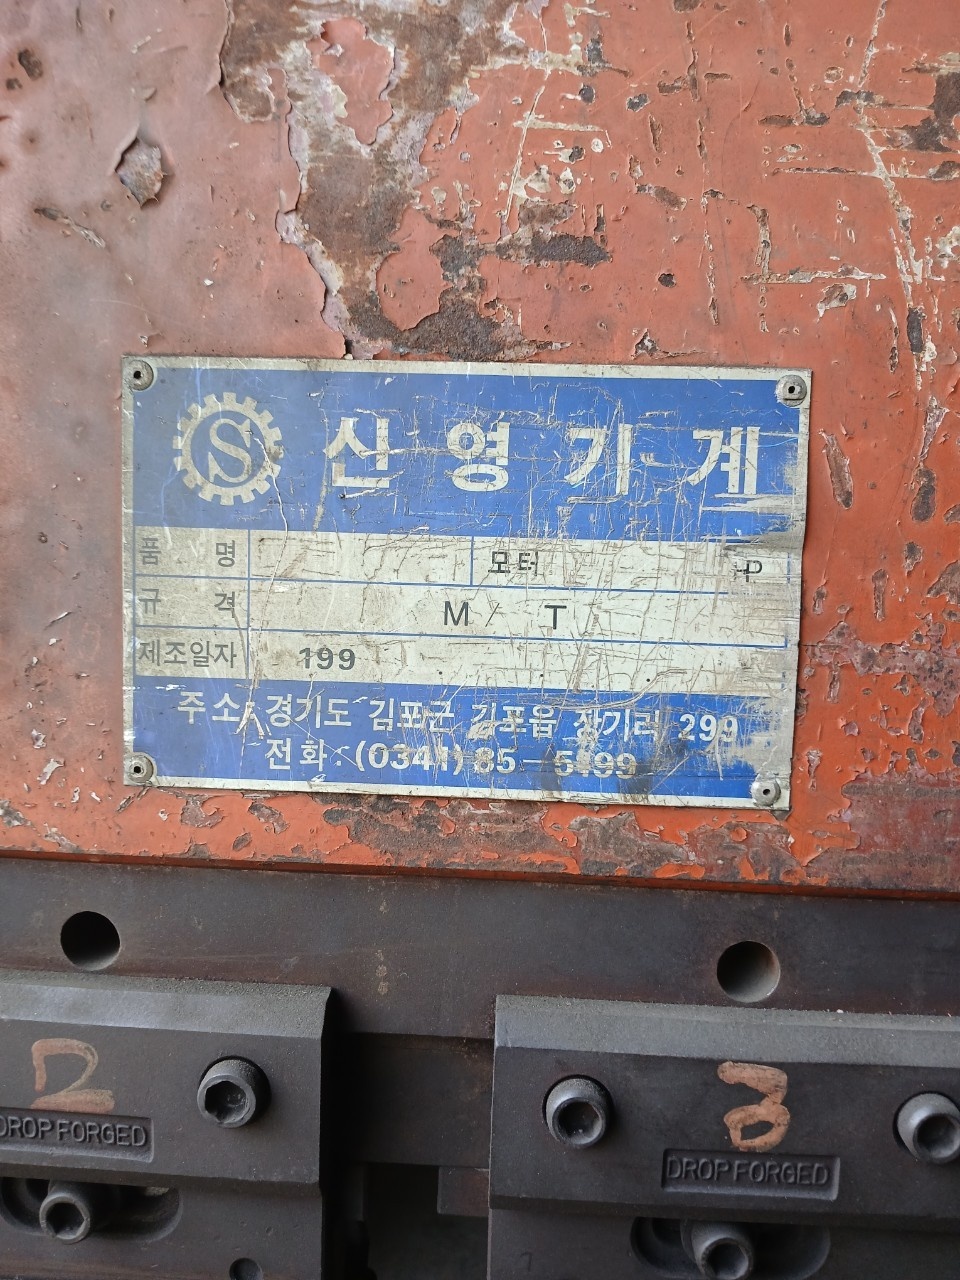 S 신영기계
품명 모터 HP
규격 M/ T
제조일자 199
주소: 경기도 김포군 김포읍 장기리 299
전화: (0341) 85-5499
2
3
DROP FORGED
DROP FORGED